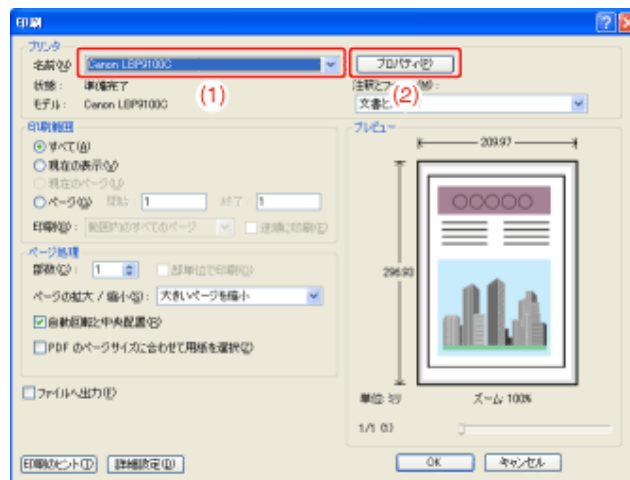 印刷
プリンタ
名前(N): Canon LBP9100C プロパティ(P)
状態: 準備完了
(1)
(2)
モデル: Canon LBP9100C
文書と
印刷範囲
すべて(A)
現在の表示(V)
現在のページ(U)
ページ(G) 開始: 1 終了: 1
印刷(R): 範囲内のすべてのページ 逆順に印刷(E)
ページ処理
部数(C): 1 部単位で印刷(O)
ページの拡大 / 縮小(S): 大きいページを縮小
自動回転と中央配置(B)
PDF のページサイズに合わせて用紙を選択(Z)
ファイルへ出力(F)
プレビュー
209.97
296.93
OOOOO
単位: ミリ ズーム: 100%
1/1 (1)
印刷のヒント(T) 詳細設定(D) OK キャンセル